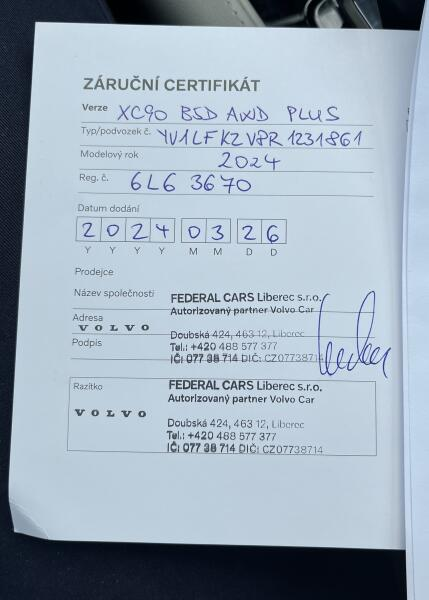 ZÁRUČNÍ CERTIFIKÁT
Verze XC90 B5D AWD PLUS
Typ/podvozek č. YV1LFKZV8R1231861
Modelový rok 2024
Reg. č. 6L6 3670
Datum dodání
2 0 2 4 0 3 2 6
Y Y Y Y M M D D
Prodejce
Název společnosti FEDERAL CARS Liberec s.r.o.
Autorizovaný partner Volvo Car
Adresa
VOLVO
Doubská 424, 463 12, Liberec
Podpis Tel.: +420 488 577 377
IČ: 077 38 714 DIČ: CZ07738714
Razítko FEDERAL CARS Liberec s.r.o.
Autorizovaný partner Volvo Car
VOLVO
Doubská 424, 463 12, Liberec
Tel.: +420 488 577 377
IČ: 077 38 714 DIČ: CZ07738714